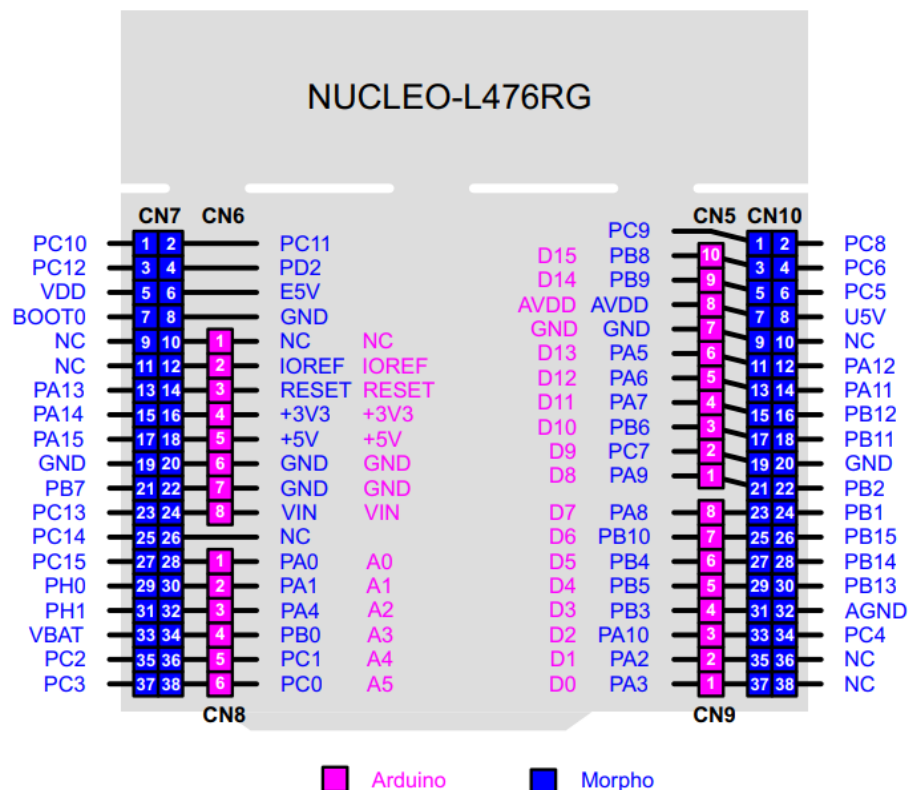 NUCLEO-L476RG
CN7 CN6 CN5 CN10
PC9
PC10 1 2 PC11 1 2 PC8
PC12 3 4 PD2 D15 PB8 10 3 4 PC6
VDD 5 6 E5V D14 PB9 9 5 6 PC5
BOOT0 7 8 GND AVDD AVDD 8 7 8 U5V
NC 9 10 1 NC NC GND GND 7 9 10 NC
NC 11 12 2 IOREF IOREF D13 PA5 6 11 12 PA12
PA13 13 14 3 RESET RESET D12 PA6 5 13 14 PA11
PA14 15 16 4 +3V3 +3V3 D11 PA7 4 15 16 PB12
PA15 17 18 5 +5V +5V D10 PB6 3 17 18 PB11
GND 19 20 6 GND GND D9 PC7 2 19 20 GND
PB7 21 22 7 GND GND D8 PA9 1 21 22 PB2
PC13 23 24 8 VIN VIN D7 PA8 8 23 24 PB1
PC14 25 26 NC D6 PB10 7 25 26 PB15
PC15 27 28 1 PA0 A0 D5 PB4 6 27 28 PB14
PH0 29 30 2 PA1 A1 D4 PB5 5 29 30 PB13
PH1 31 32 3 PA4 A2 D3 PB3 4 31 32 AGND
VBAT 33 34 4 PB0 A3 D2 PA10 3 33 34 PC4
PC2 35 36 5 PC1 A4 D1 PA2 2 35 36 NC
PC3 37 38 6 PC0 A5 D0 PA3 1 37 38 NC
CN8 CN9
Arduino Morpho